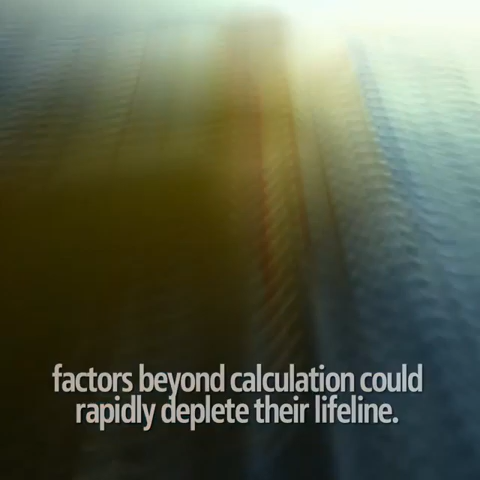 factors beyond calculation could
rapidly deplete their lifeline.